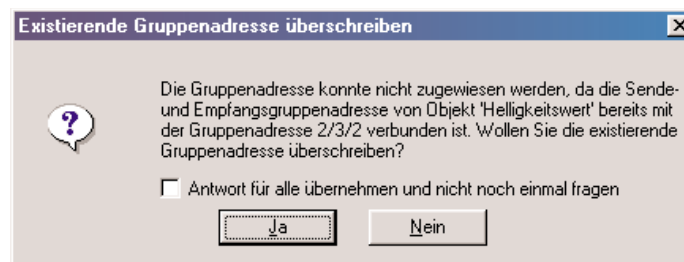 Existierende Gruppenadresse überschreiben
Die Gruppenadresse konnte nicht zugewiesen werden, da die Sende-
und Empfangsgruppenadresse von Objekt 'Helligkeitswert' bereits mit
der Gruppenadresse 2/3/2 verbunden ist. Wollen Sie die existierende
Gruppenadresse überschreiben?
Antwort für alle übernehmen und nicht noch einmal fragen
Ja
Nein